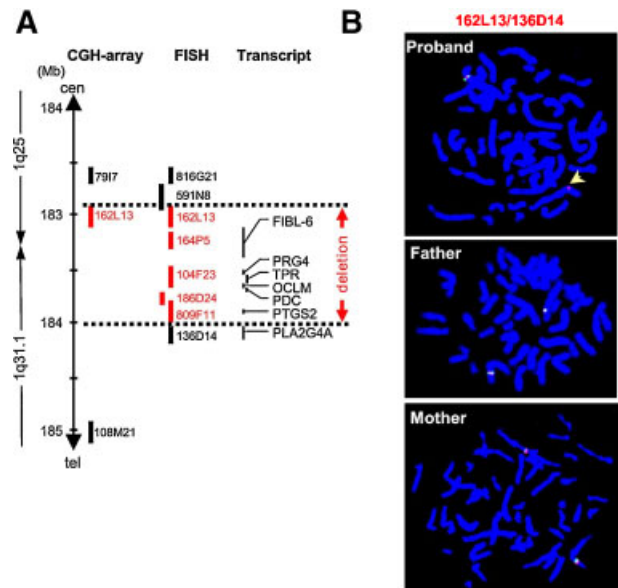 A
B
162L13/136D14
CGH-array FISH Transcript
(Mb)
cen
184
183
184
185
tel
1q25
1q31.1
79I7
162L13
108M21
816G21
591N8
162L13
164P5
104F23
186D24
809F11
136D14
FIBL-6
PRG4
TPR
OCLM
PDC
PTGS2
PLA2G4A
deletion
Proband
Father
Mother